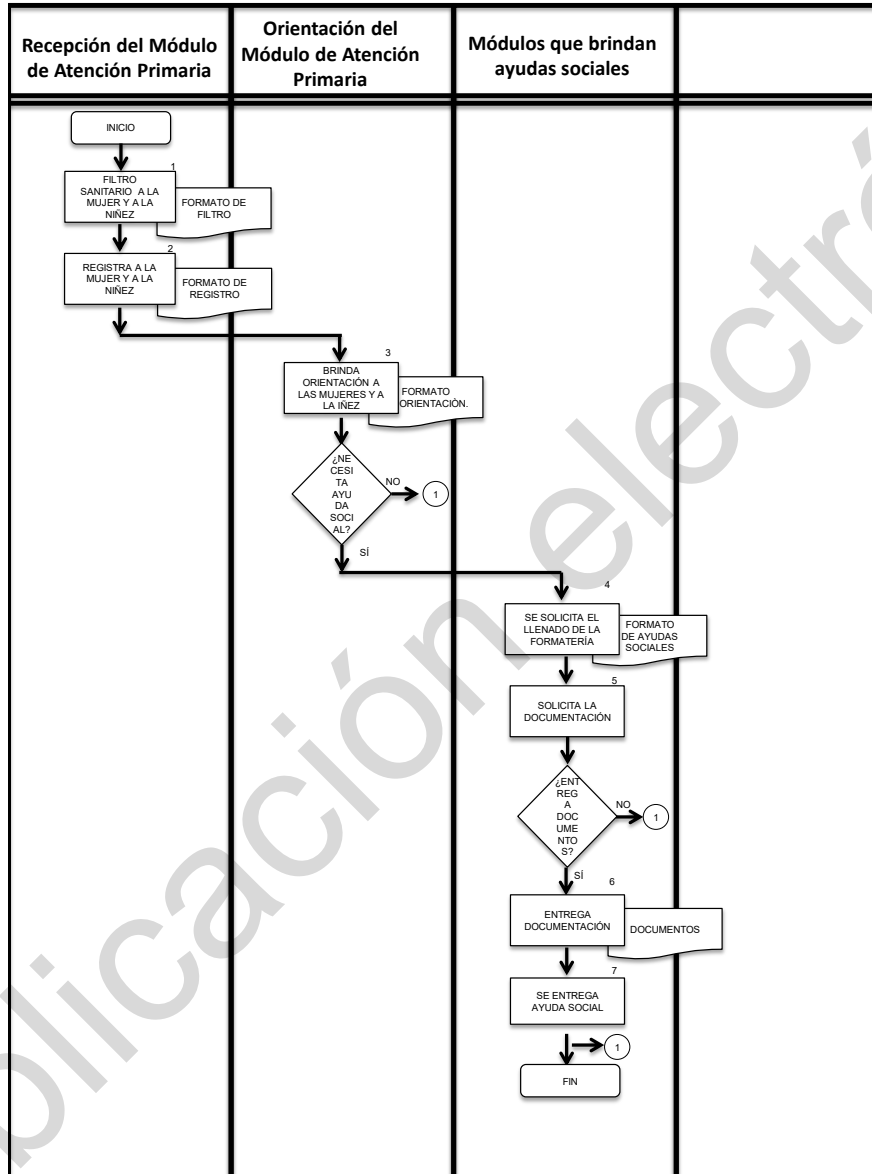 Recepción del Módulo
de Atención Primaria
Orientación del
Módulo de Atención
Primaria
Módulos que brindan
ayudas sociales
INICIO
1
FILTRO
SANITARIO A LA
MUJER Y A LA
NIÑEZ
FORMATO DE
FILTRO
2
REGISTRA A LA
MUJER Y A LA
NIÑEZ
FORMATO DE
REGISTRO
3
BRINDA
ORIENTACIÓN A
LAS MUJERES Y A
LA IÑEZ
FORMATO
ORIENTACIÒN.
¿NE
CESI
TA
AYU
DA
SOCI
AL?
NO
1
SÍ
4
SE SOLICITA EL
LLENADO DE LA
FORMATERÍA
FORMATO
DE AYUDAS
SOCIALES
5
SOLICITA LA
DOCUMENTACIÓN
¿ENT
REG
A
DOC
UME
NTO
S?
NO
1
SÍ
6
ENTREGA
DOCUMENTACIÓN
DOCUMENTOS
7
SE ENTREGA
AYUDA SOCIAL
1
FIN
blicación electró